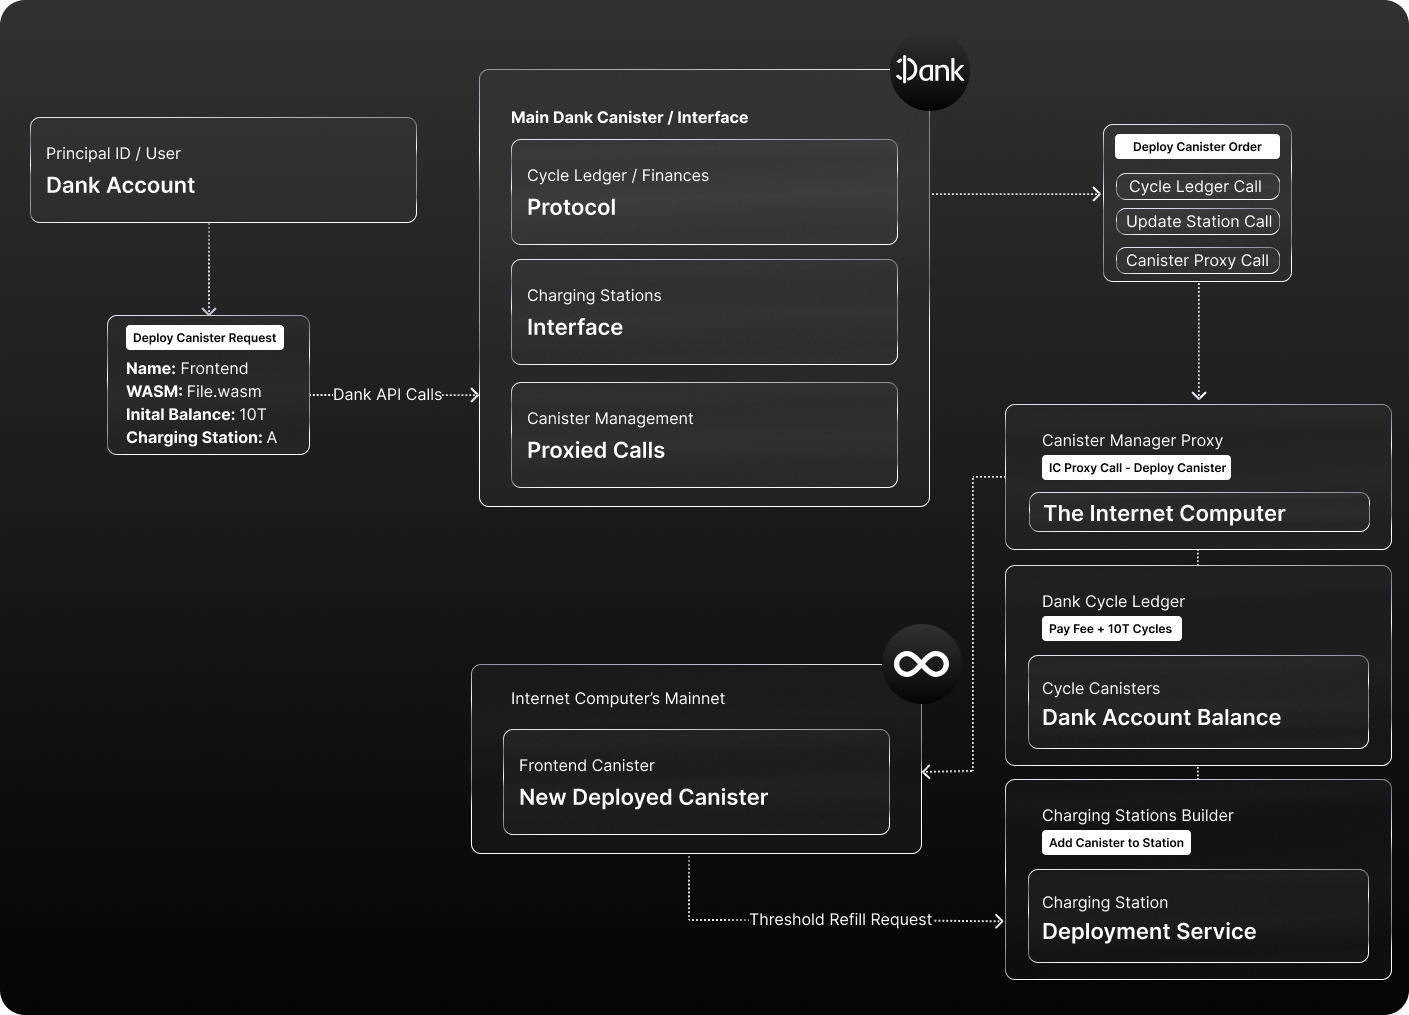 Principal ID / User
Dank Account
Deploy Canister Request
Name: Frontend
WASM: File.wasm
Inital Balance: 10T
Charging Station: A
Dank API Calls
Dank
Main Dank Canister / Interface
Cycle Ledger / Finances
Protocol
Charging Stations
Interface
Canister Management
Proxied Calls
Deploy Canister Order
Cycle Ledger Call
Update Station Call
Canister Proxy Call
Canister Manager Proxy
IC Proxy Call - Deploy Canister
The Internet Computer
Dank Cycle Ledger
Pay Fee + 10T Cycles
Cycle Canisters
Dank Account Balance
Charging Stations Builder
Add Canister to Station
Charging Station
Deployment Service
Internet Computer’s Mainnet
Frontend Canister
New Deployed Canister
Threshold Refill Request